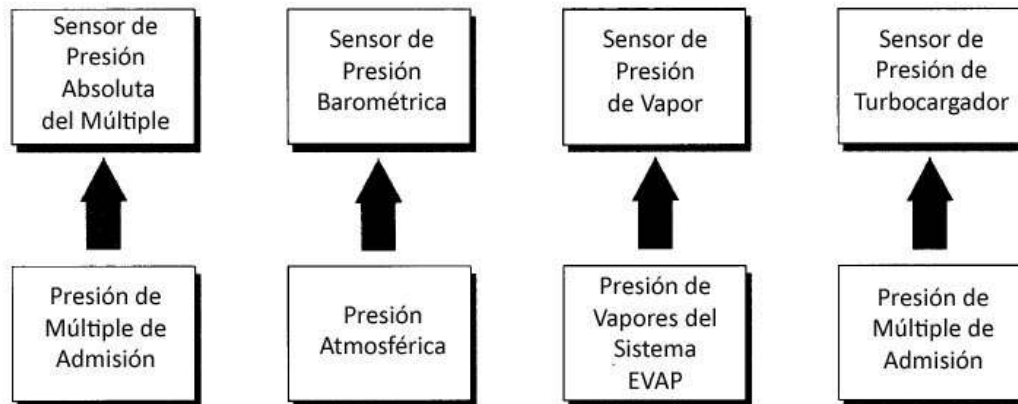 Sensor de
Presión
Absoluta
del Múltiple
Sensor de
Presión
Barométrica
Sensor de
Presión
de Vapor
Sensor de
Presión de
Turbocargador
Presión de
Múltiple de
Admisión
Presión
Atmosférica
Presión de
Vapores del
Sistema
EVAP
Presión de
Múltiple de
Admisión